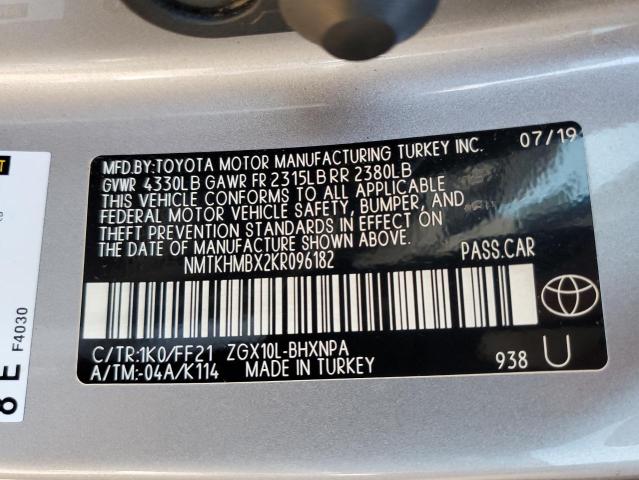 MFD.BY:TOYOTA MOTOR MANUFACTURING TURKEY INC. 07/19
GVWR 4330LB GAWR FR 2315LB RR 2380LB
THIS VEHICLE CONFORMS TO ALL APPLICABLE
FEDERAL MOTOR VEHICLE SAFETY, BUMPER, AND
THEFT PREVENTION STANDARDS IN EFFECT ON
THE DATE OF MANUFACTURE SHOWN ABOVE.
NMTKHMBX2KR096182 PASS.CAR
C/TR:1K0/FF21 ZGX10L-BHXNPA
A/TM:-04A/K114 MADE IN TURKEY 938 U
8 E F4030